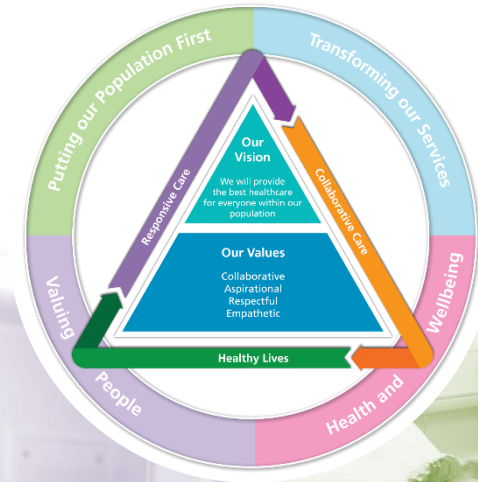 Putting our Population First
Transforming our Services
Valuing
People
Health and
Wellbeing
Responsive Care
Collaborative Care
Healthy Lives
Our
Vision
We will provide
the best healthcare
for everyone within our
population
Our Values
Collaborative
Aspirational
Respectful
Empathetic